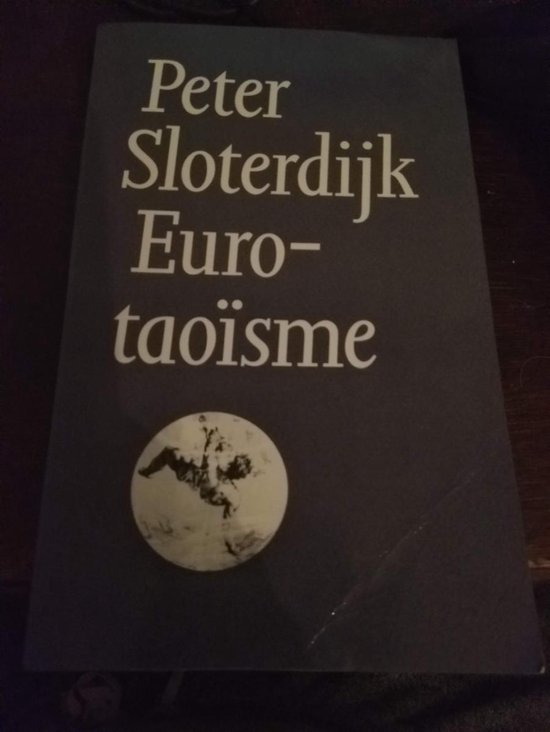 Peter
Sloterdijk
Euro-
taoïsme